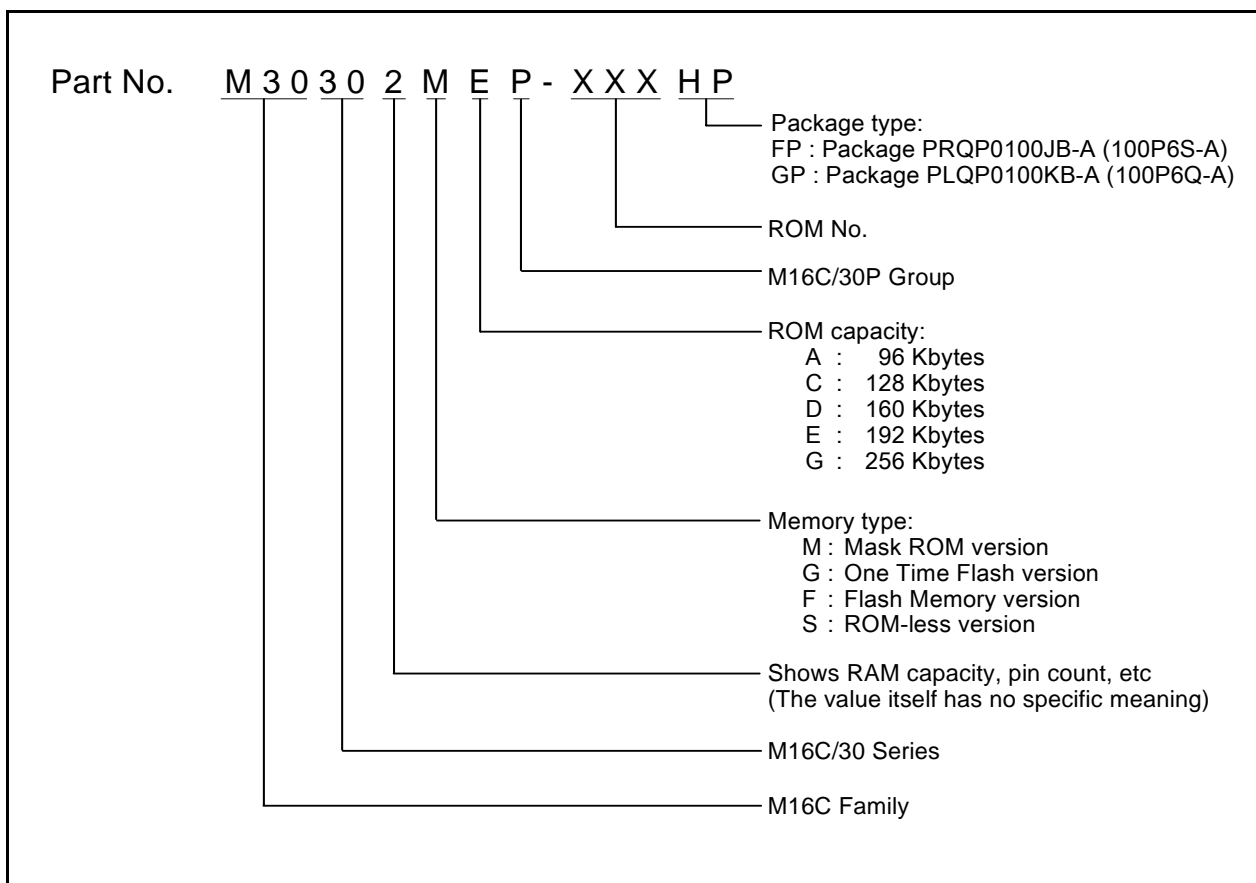 Part No. M 3 0 3 0 2 M E P - X X X H P
Package type:
FP : Package PRQP0100JB-A (100P6S-A)
GP : Package PLQP0100KB-A (100P6Q-A)
ROM No.
M16C/30P Group
ROM capacity:
A : 96 Kbytes
C : 128 Kbytes
D : 160 Kbytes
E : 192 Kbytes
G : 256 Kbytes
Memory type:
M : Mask ROM version
G : One Time Flash version
F : Flash Memory version
S : ROM-less version
Shows RAM capacity, pin count, etc
(The value itself has no specific meaning)
M16C/30 Series
M16C Family